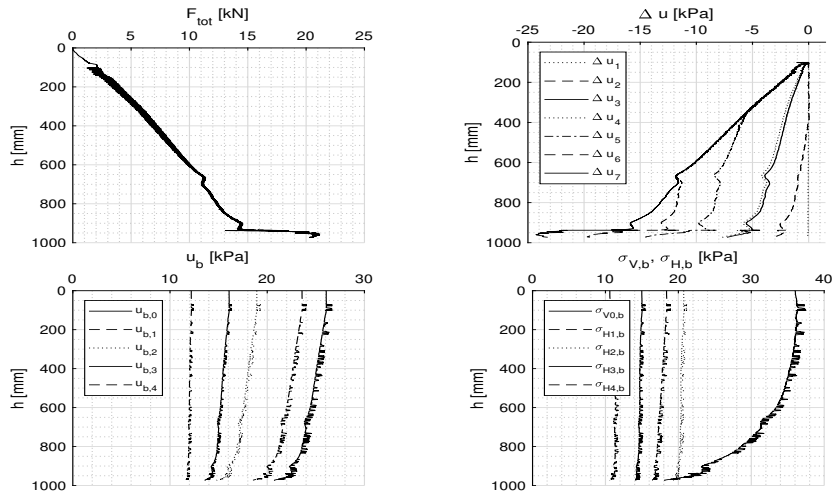 F_tot [kN]
0 5 10 15 20 25
0
200
400
600
800
1000
h [mm]
Δ u [kPa]
-25 -20 -15 -10 -5 0
0
200
400
600
800
1000
h [mm]
Δ u_1
Δ u_2
Δ u_3
Δ u_4
Δ u_5
Δ u_6
Δ u_7
u_b [kPa]
0 10 20 30
0
200
400
600
800
1000
h [mm]
u_b,0
u_b,1
u_b,2
u_b,3
u_b,4
σ_V,b, σ_H,b [kPa]
0 10 20 30 40
0
200
400
600
800
1000
h [mm]
σ_V0,b
σ_H1,b
σ_H2,b
σ_H3,b
σ_H4,b